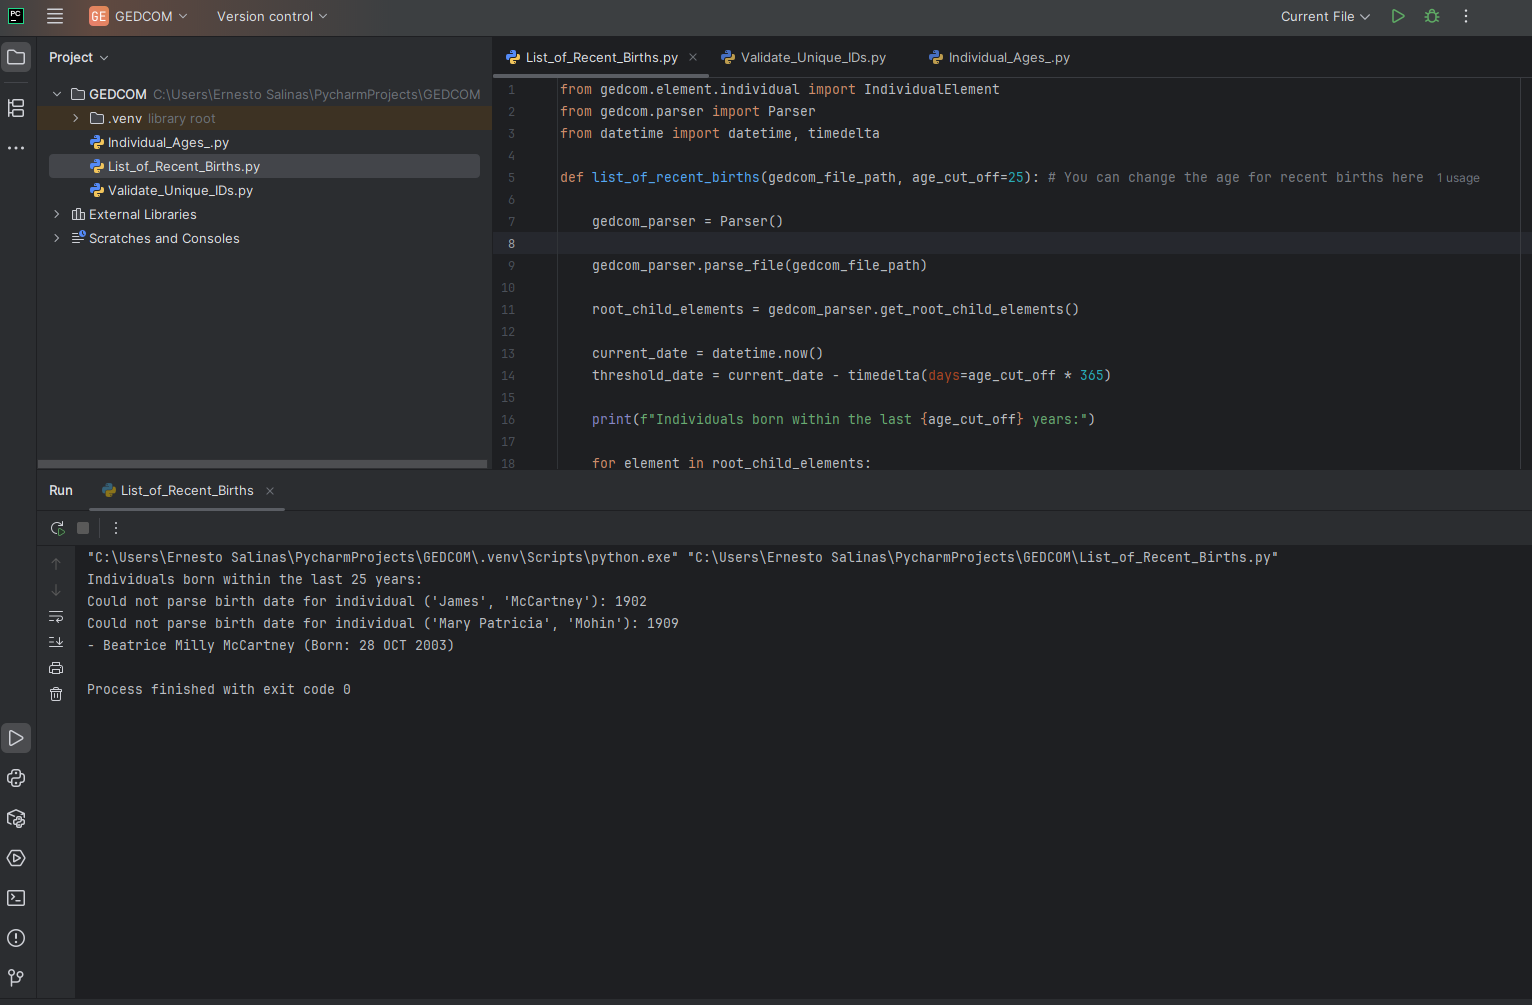 PC GE GEDCOM Version control Current File
Project
GEDCOM C:\Users\Ernesto Salinas\PycharmProjects\GEDCOM
.venv library root
Individual_Ages_.py
List_of_Recent_Births.py
Validate_Unique_IDs.py
External Libraries
Scratches and Consoles
List_of_Recent_Births.py Validate_Unique_IDs.py Individual_Ages_.py
1 from gedcom.element.individual import IndividualElement
2 from gedcom.parser import Parser
3 from datetime import datetime, timedelta
4
5 def list_of_recent_births(gedcom_file_path, age_cut_off=25): # You can change the age for recent births here 1 usage
6
7 gedcom_parser = Parser()
8
9 gedcom_parser.parse_file(gedcom_file_path)
10
11 root_child_elements = gedcom_parser.get_root_child_elements()
12
13 current_date = datetime.now()
14 threshold_date = current_date - timedelta(days=age_cut_off * 365)
15
16 print(f"Individuals born within the last {age_cut_off} years:")
17
18 for element in root_child_elements:
Run List_of_Recent_Births
"C:\Users\Ernesto Salinas\PycharmProjects\GEDCOM\.venv\Scripts\python.exe" "C:\Users\Ernesto Salinas\PycharmProjects\GEDCOM\List_of_Recent_Births.py"
Individuals born within the last 25 years:
Could not parse birth date for individual ('James', 'McCartney'): 1902
Could not parse birth date for individual ('Mary Patricia', 'Mohin'): 1909
- Beatrice Milly McCartney (Born: 28 OCT 2003)
Process finished with exit code 0